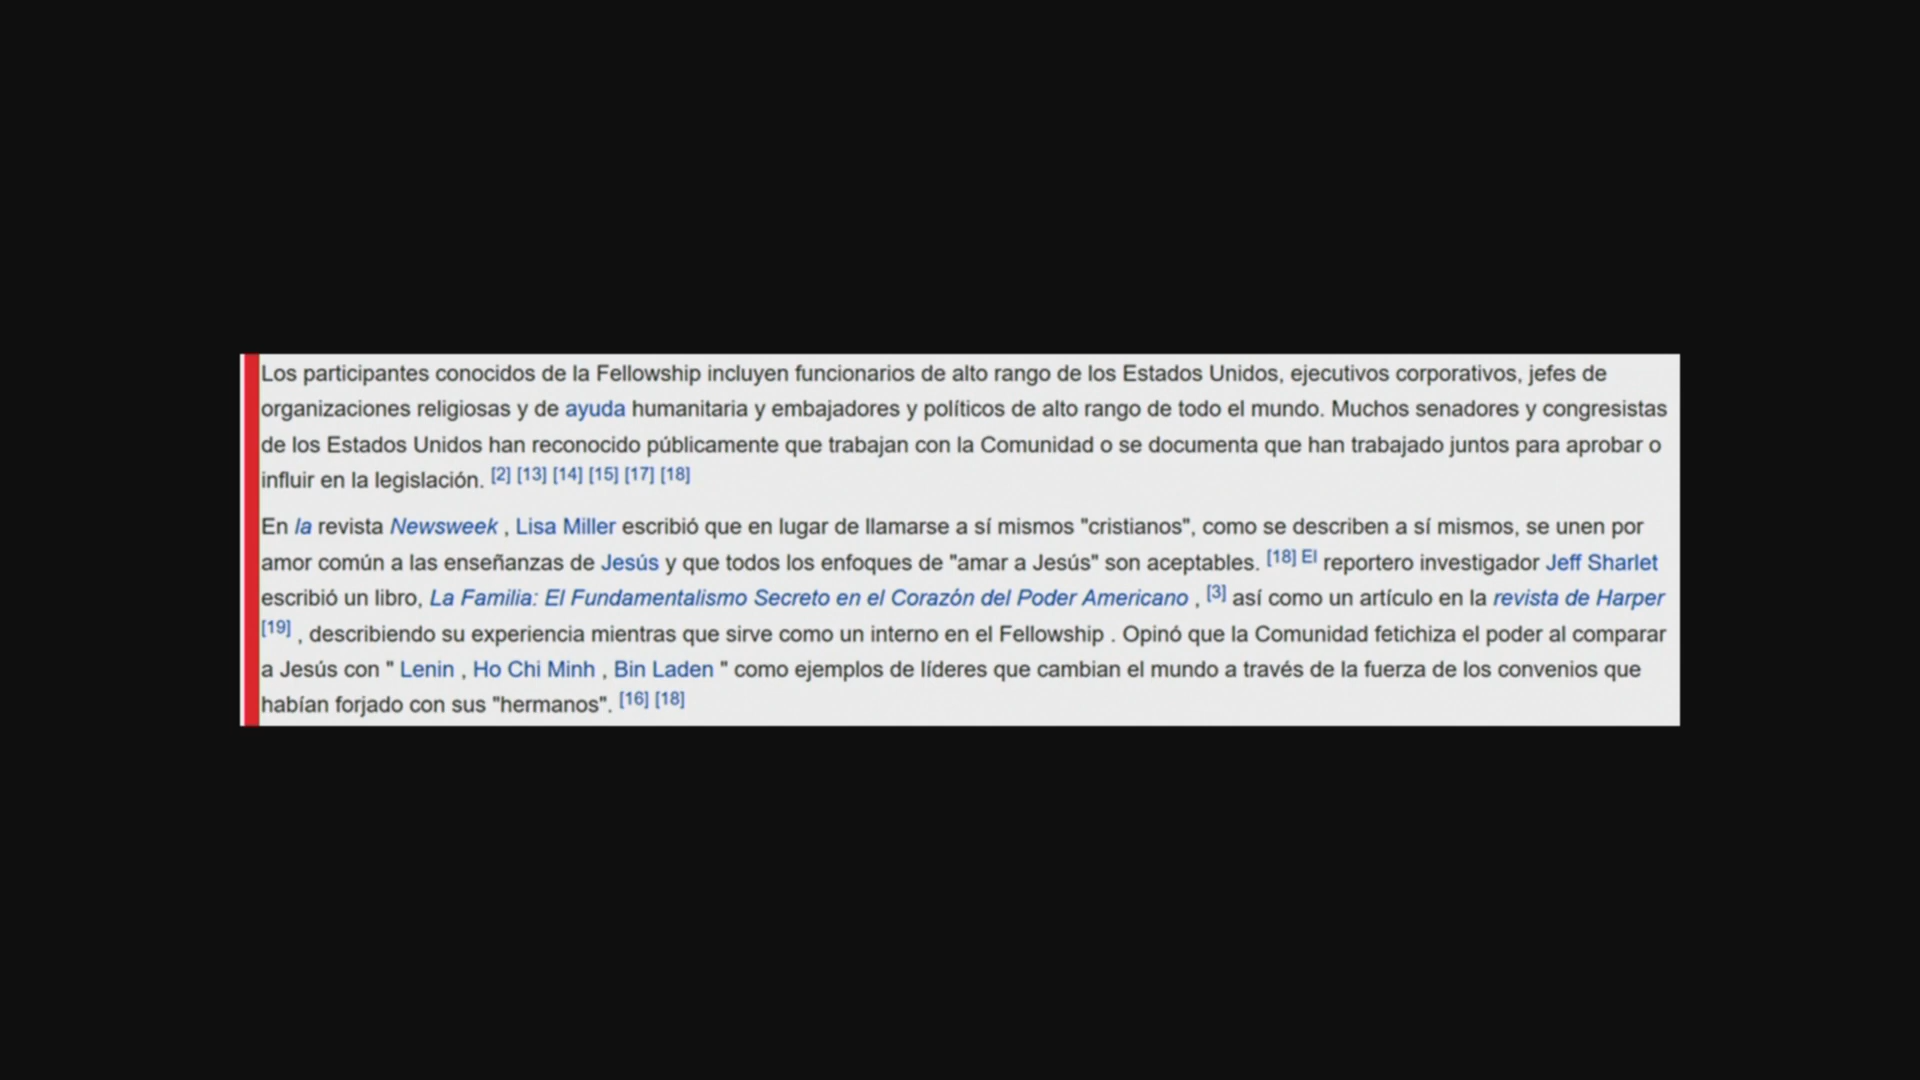 Los participantes conocidos de la Fellowship incluyen funcionarios de alto rango de los Estados Unidos, ejecutivos corporativos, jefes de
organizaciones religiosas y de ayuda humanitaria y embajadores y políticos de alto rango de todo el mundo. Muchos senadores y congresistas
de los Estados Unidos han reconocido públicamente que trabajan con la Comunidad o se documenta que han trabajado juntos para aprobar o
influir en la legislación. [2] [13] [14] [15] [17] [18]
En la revista Newsweek , Lisa Miller escribió que en lugar de llamarse a sí mismos "cristianos", como se describen a sí mismos, se unen por
amor común a las enseñanzas de Jesús y que todos los enfoques de "amar a Jesús" son aceptables. [18] El reportero investigador Jeff Sharlet
escribió un libro, La Familia: El Fundamentalismo Secreto en el Corazón del Poder Americano , [3] así como un artículo en la revista de Harper
[19] , describiendo su experiencia mientras que sirve como un interno en el Fellowship . Opinó que la Comunidad fetichiza el poder al comparar
a Jesús con " Lenin , Ho Chi Minh , Bin Laden " como ejemplos de líderes que cambian el mundo a través de la fuerza de los convenios que
habían forjado con sus "hermanos". [16] [18]